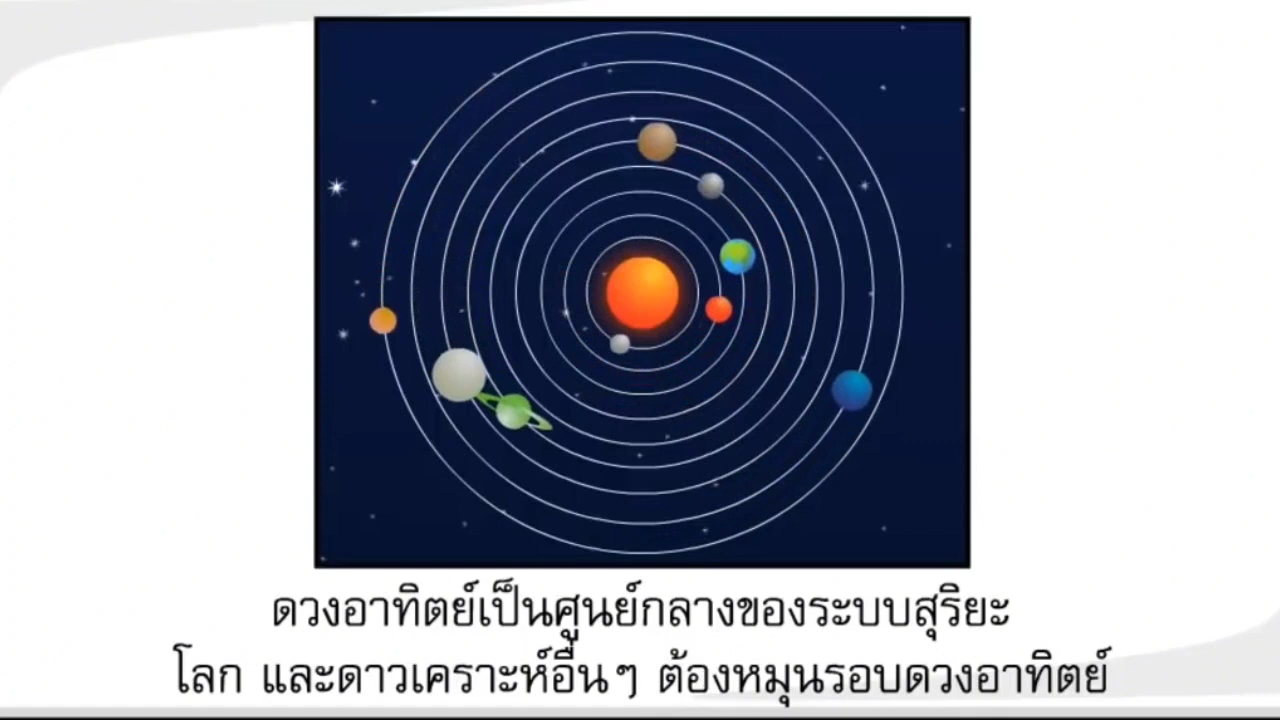 ดวงอาทิตย์เป็นศูนย์กลางของระบบสุริยะ
โลก และดาวเคราะห์อื่นๆ ต้องหมุนรอบดวงอาทิตย์